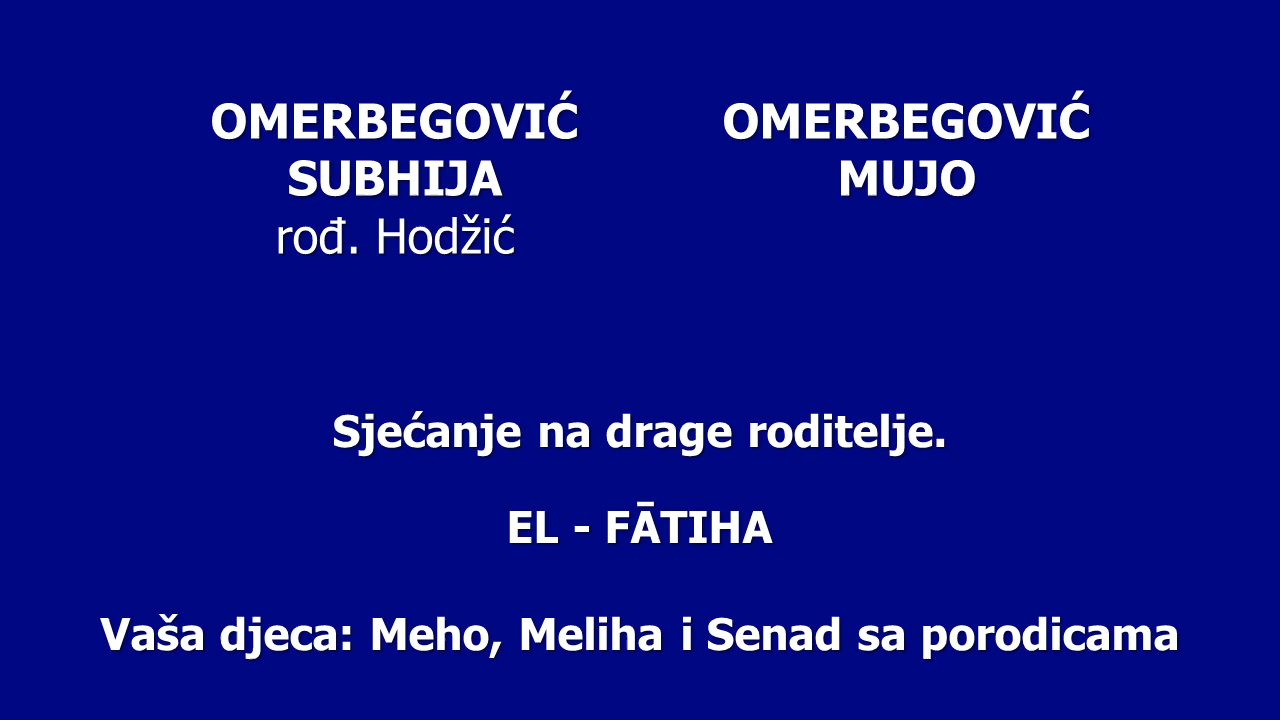 OMERBEGOVIĆ
SUBHIJA
rođ. Hodžić
OMERBEGOVIĆ
MUJO
Sjećanje na drage roditelje.
EL - FĀTIHA
Vaša djeca: Meho, Meliha i Senad sa porodicama